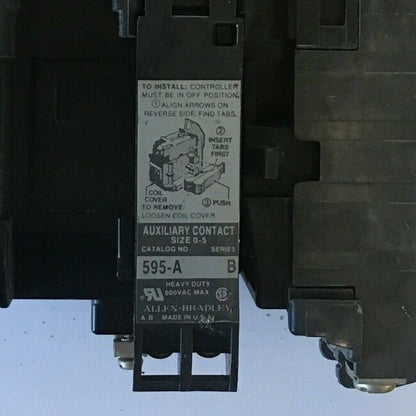 TO INSTALL: CONTROLLER
MUST BE IN OFF POSITION.
① ALIGN ARROWS ON
REVERSE SIDE, FIND TABS.
②
INSERT
TABS
FIRST
COIL
COVER
③ PUSH
TO REMOVE:
LOOSEN COIL COVER
AUXILIARY CONTACT
SIZE 0-5
CATALOG NO SERIES
595-A B
HEAVY DUTY
600VAC MAX
ALLEN-BRADLEY
A B MADE IN U.S.A.